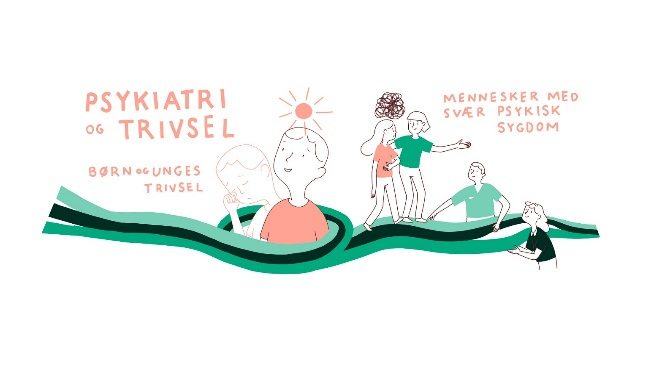 PSYKIATRI
OG TRIVSEL
BØRN OG UNGES
TRIVSEL
MENNESKER MED
SVÆR PSYKISK
SYGDOM